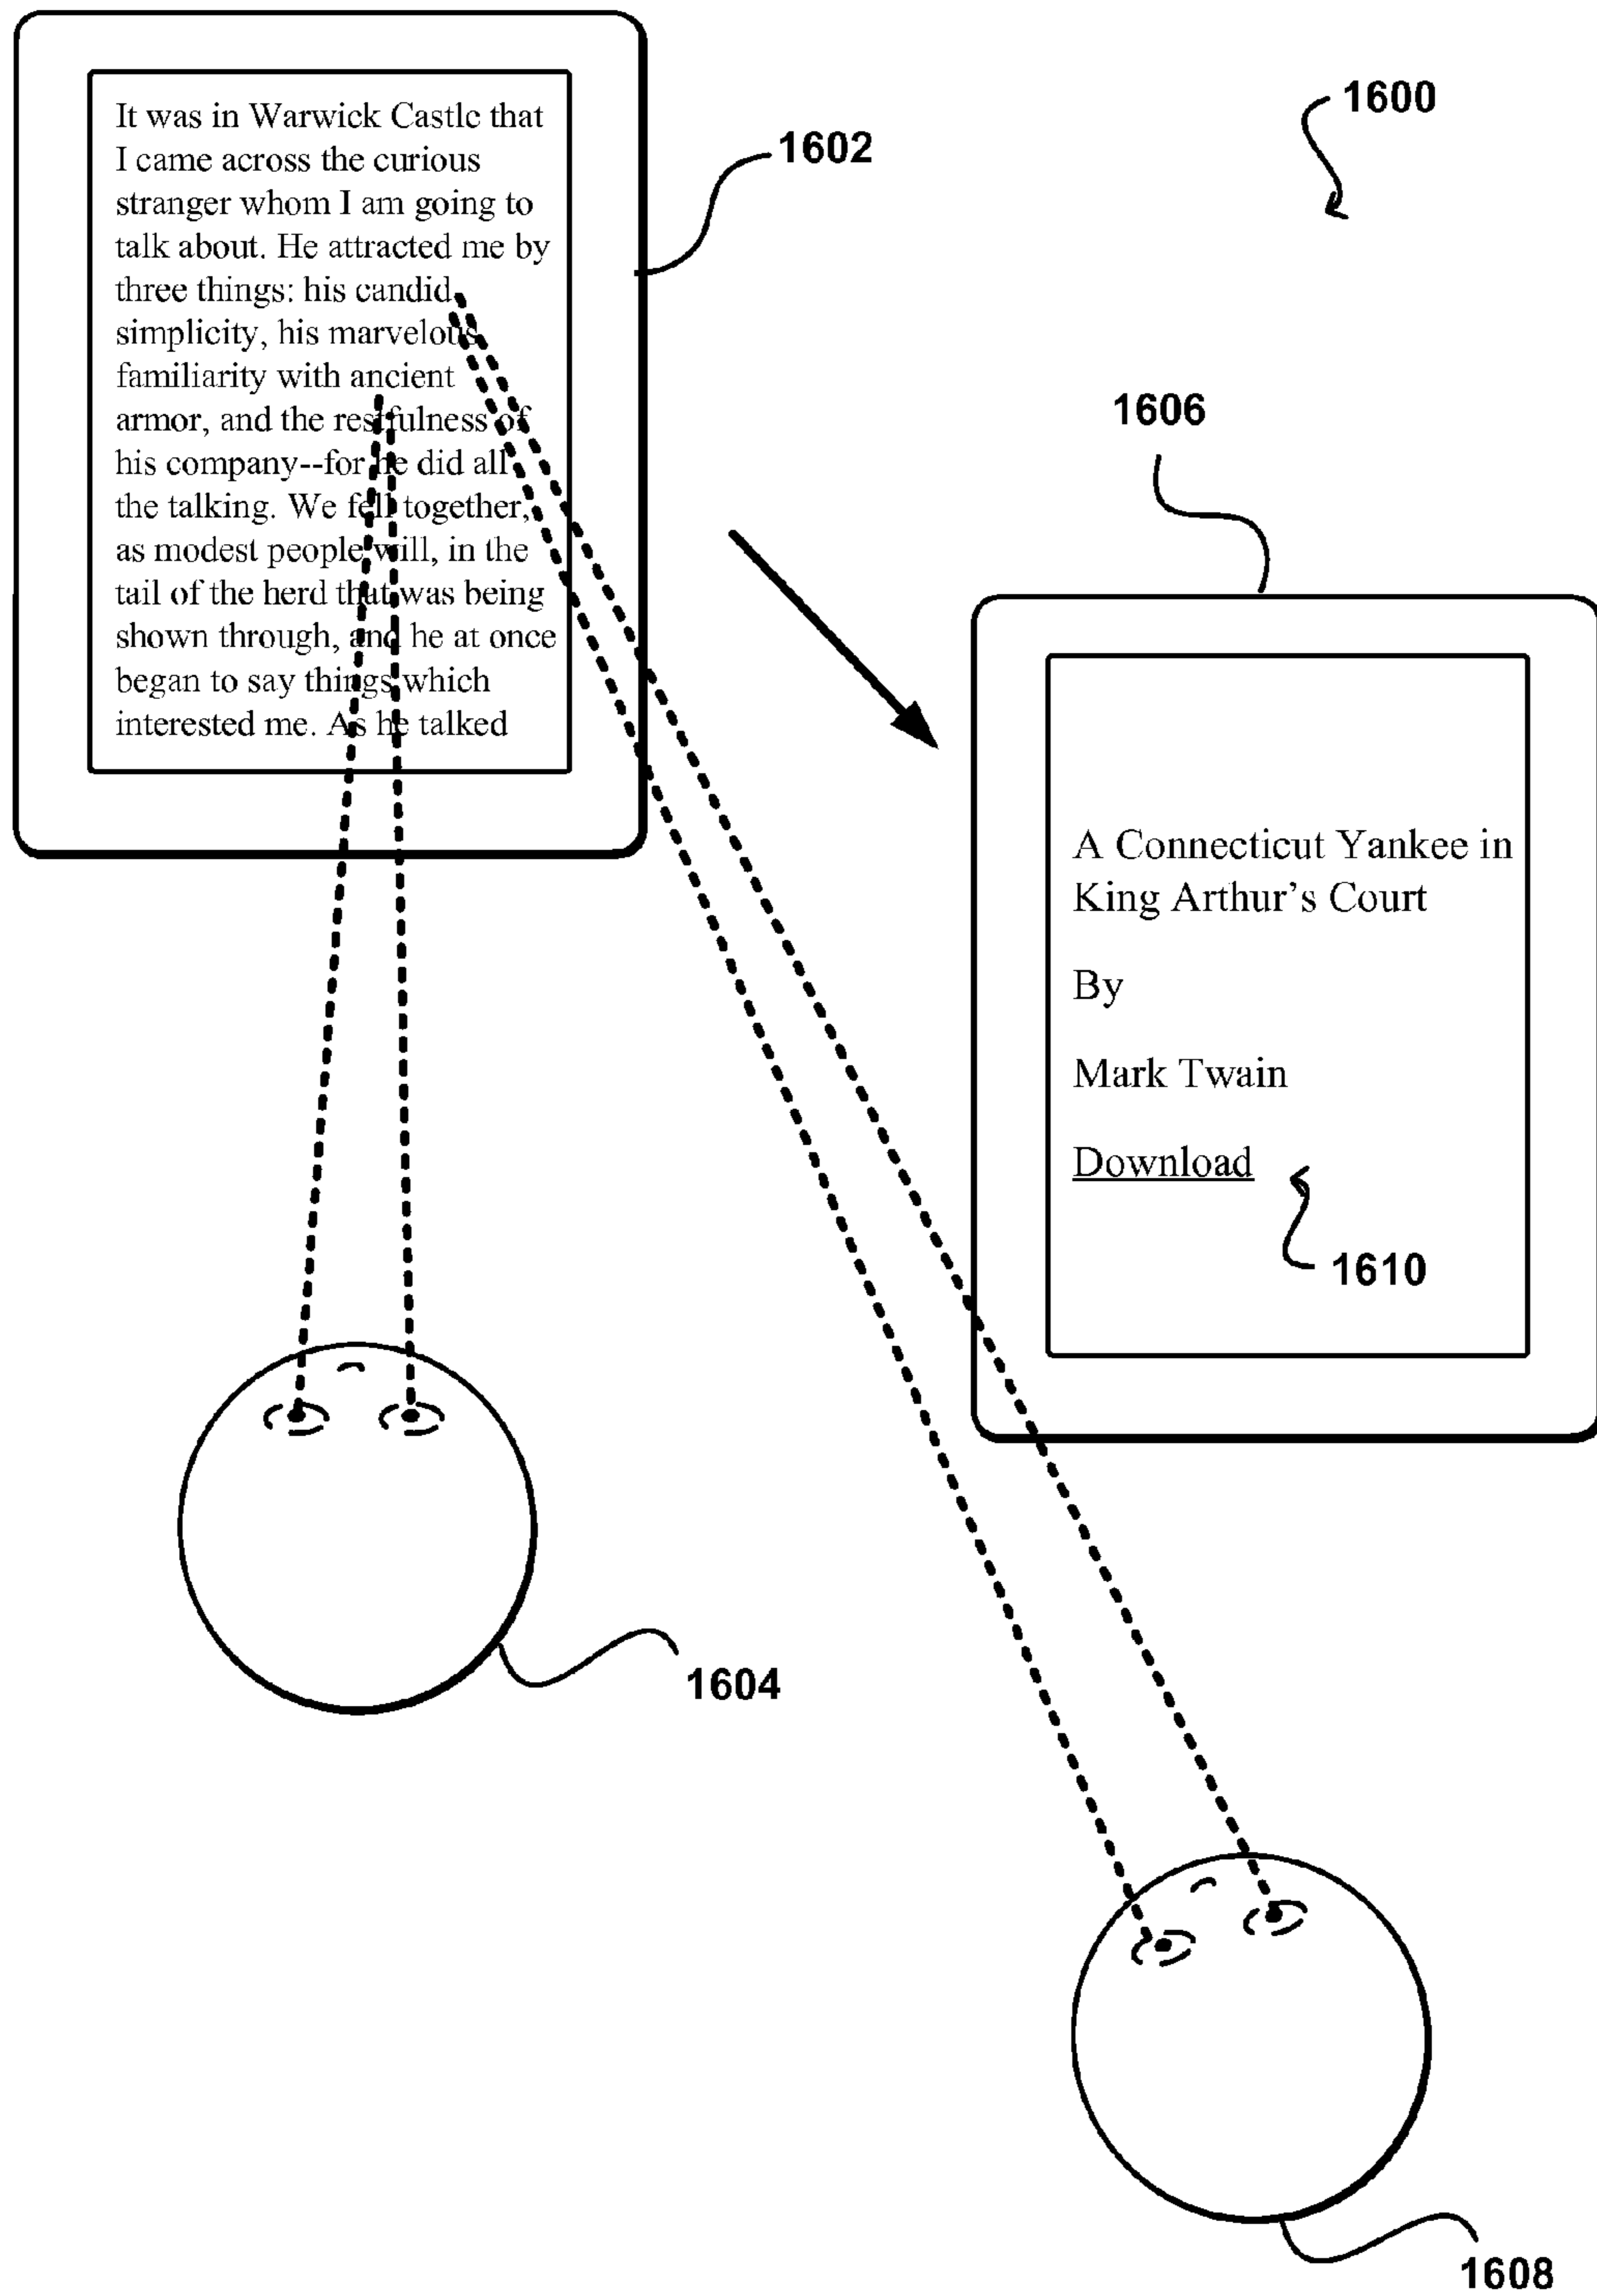 It was in Warwick Castle that
I came across the curious
stranger whom I am going to
talk about. He attracted me by
three things: his candid
simplicity, his marvelous
familiarity with ancient
armor, and the restfulness of
his company--for he did all
the talking. We fell together,
as modest people will, in the
tail of the herd that was being
shown through, and he at once
began to say things which
interested me. As he talked
1602
1600
1606
A Connecticut Yankee in
King Arthur's Court
By
Mark Twain
Download
1610
1604
1608